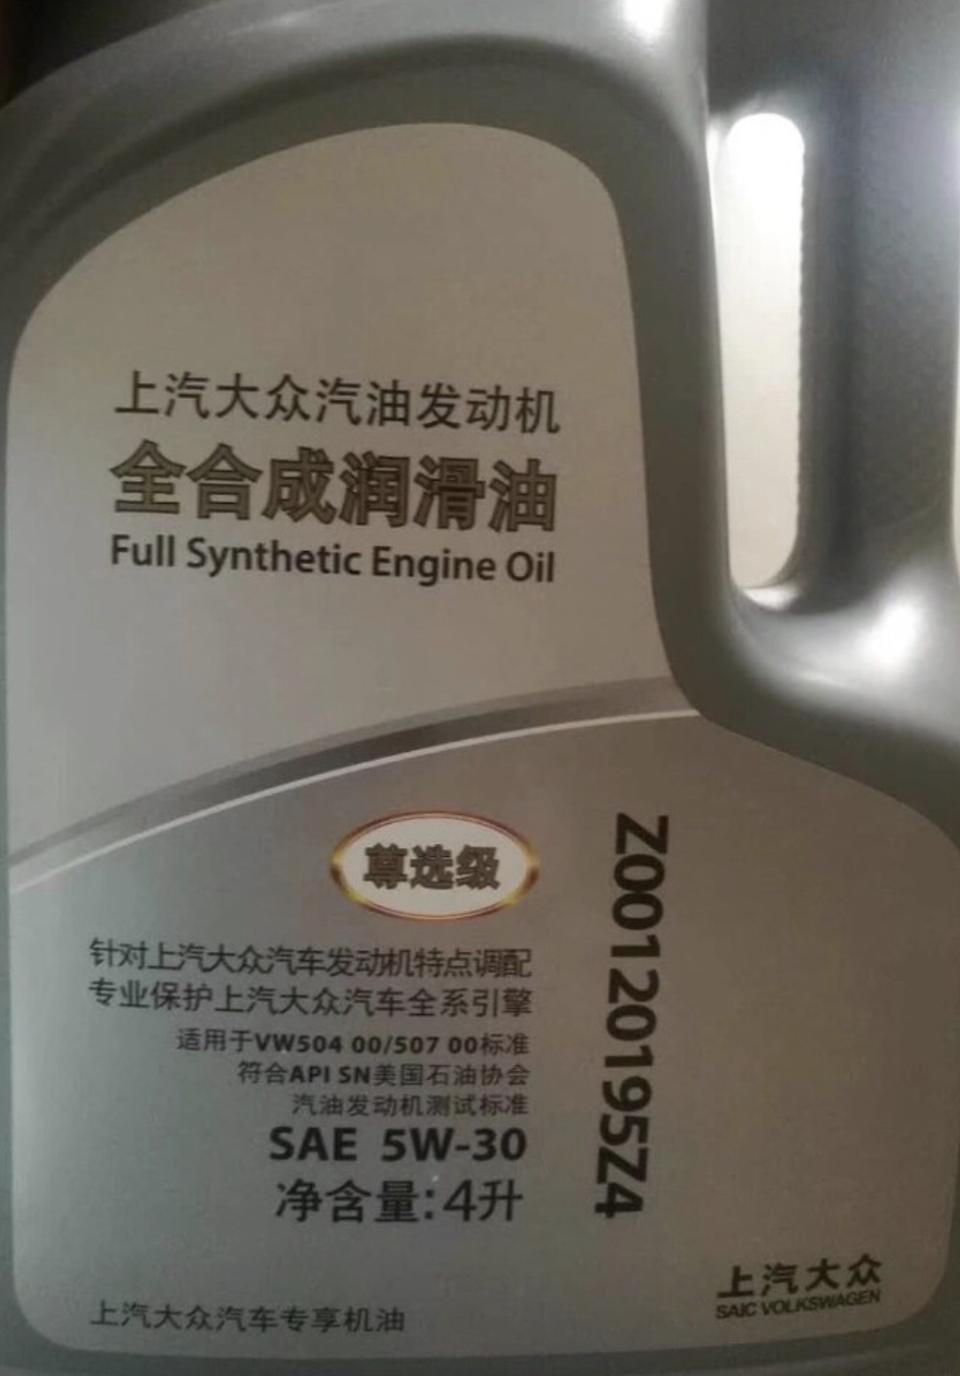 上汽大众汽油发动机
全合成润滑油
Full Synthetic Engine Oil
尊选级
针对上汽大众汽车发动机特点调配
专业保护上汽大众汽车全系引擎
适用于VW504 00/507 00标准
符合API SN美国石油协会
汽油发动机测试标准
SAE 5W-30
净含量:4升
Z00120195Z4
上汽大众汽车专享机油
上汽大众
SAIC VOLKSWAGEN